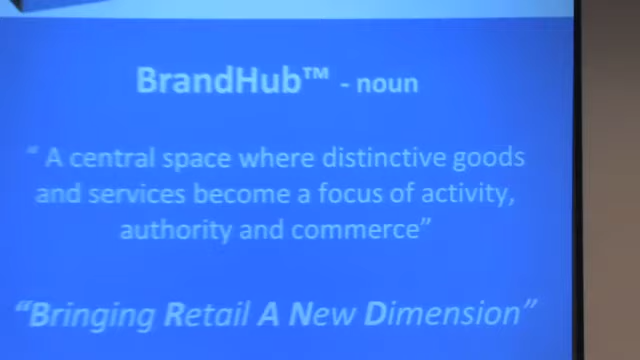 BrandHub™ - noun
“ A central space where distinctive goods
and services become a focus of activity,
authority and commerce”
“Bringing Retail A New Dimension”